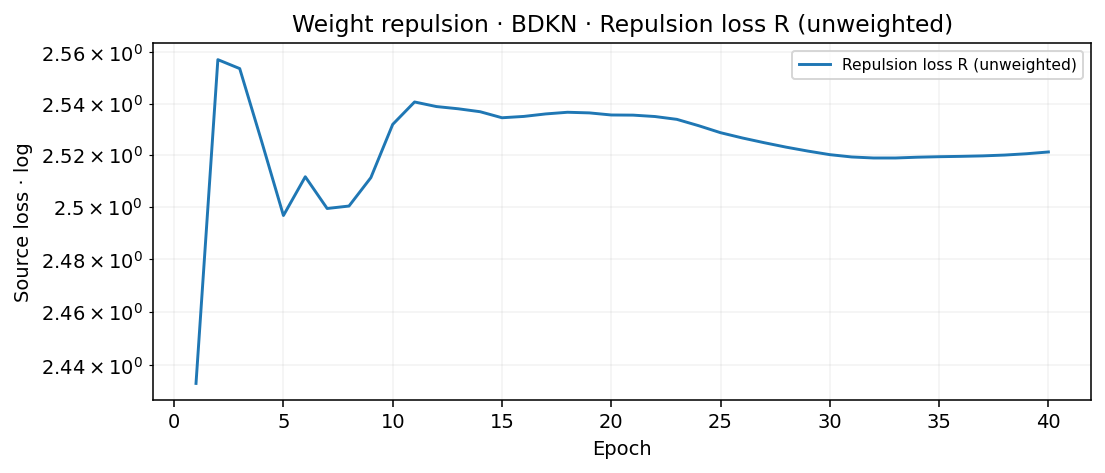 Weight repulsion · BDKN · Repulsion loss R (unweighted)
Repulsion loss R (unweighted)
Source loss · log
2.56 × 10⁰
2.54 × 10⁰
2.52 × 10⁰
2.5 × 10⁰
2.48 × 10⁰
2.46 × 10⁰
2.44 × 10⁰
0 5 10 15 20 25 30 35 40
Epoch